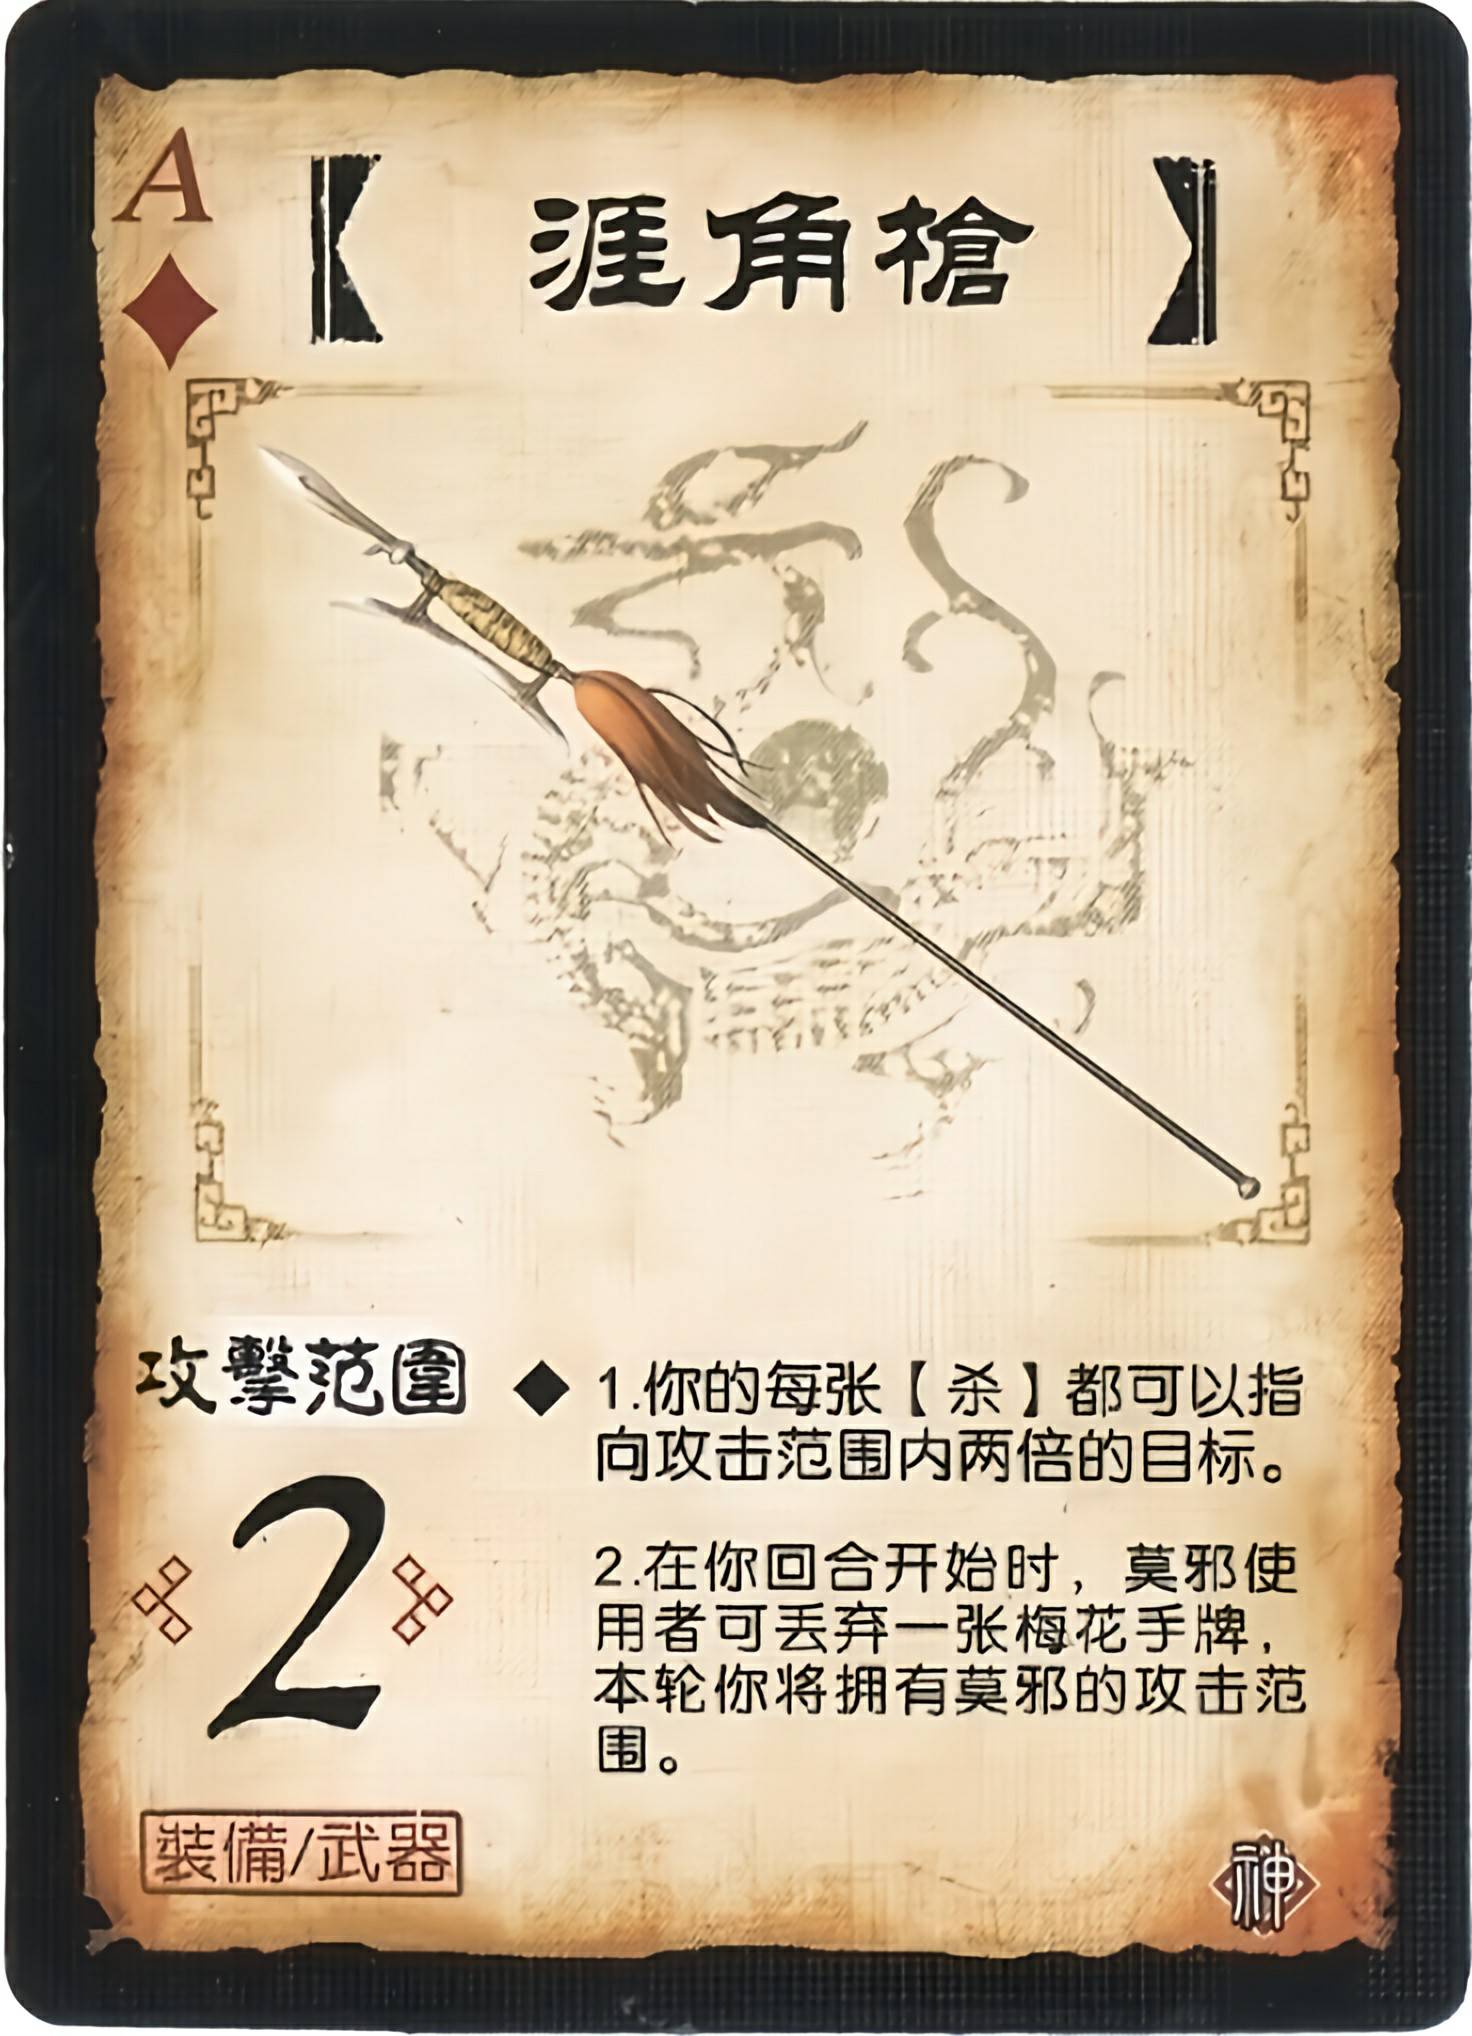 A
【 涯角槍 】
攻擊范圍
2
◆ 1.你的每张【杀】都可以指
向攻击范围内两倍的目标。
2.在你回合开始时，莫邪使
用者可丢弃一张梅花手牌，
本轮你将拥有莫邪的攻击范
围。
裝備/武器
神